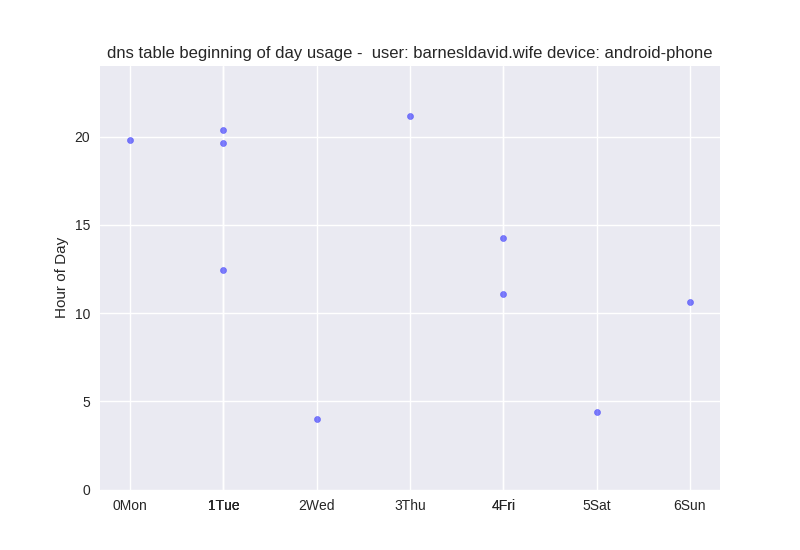 dns table beginning of day usage -  user: barnesldavid.wife device: android-phone
Hour of Day
20
15
10
5
0
0Mon 1Tue 2Wed 3Thu 4Fri 5Sat 6Sun